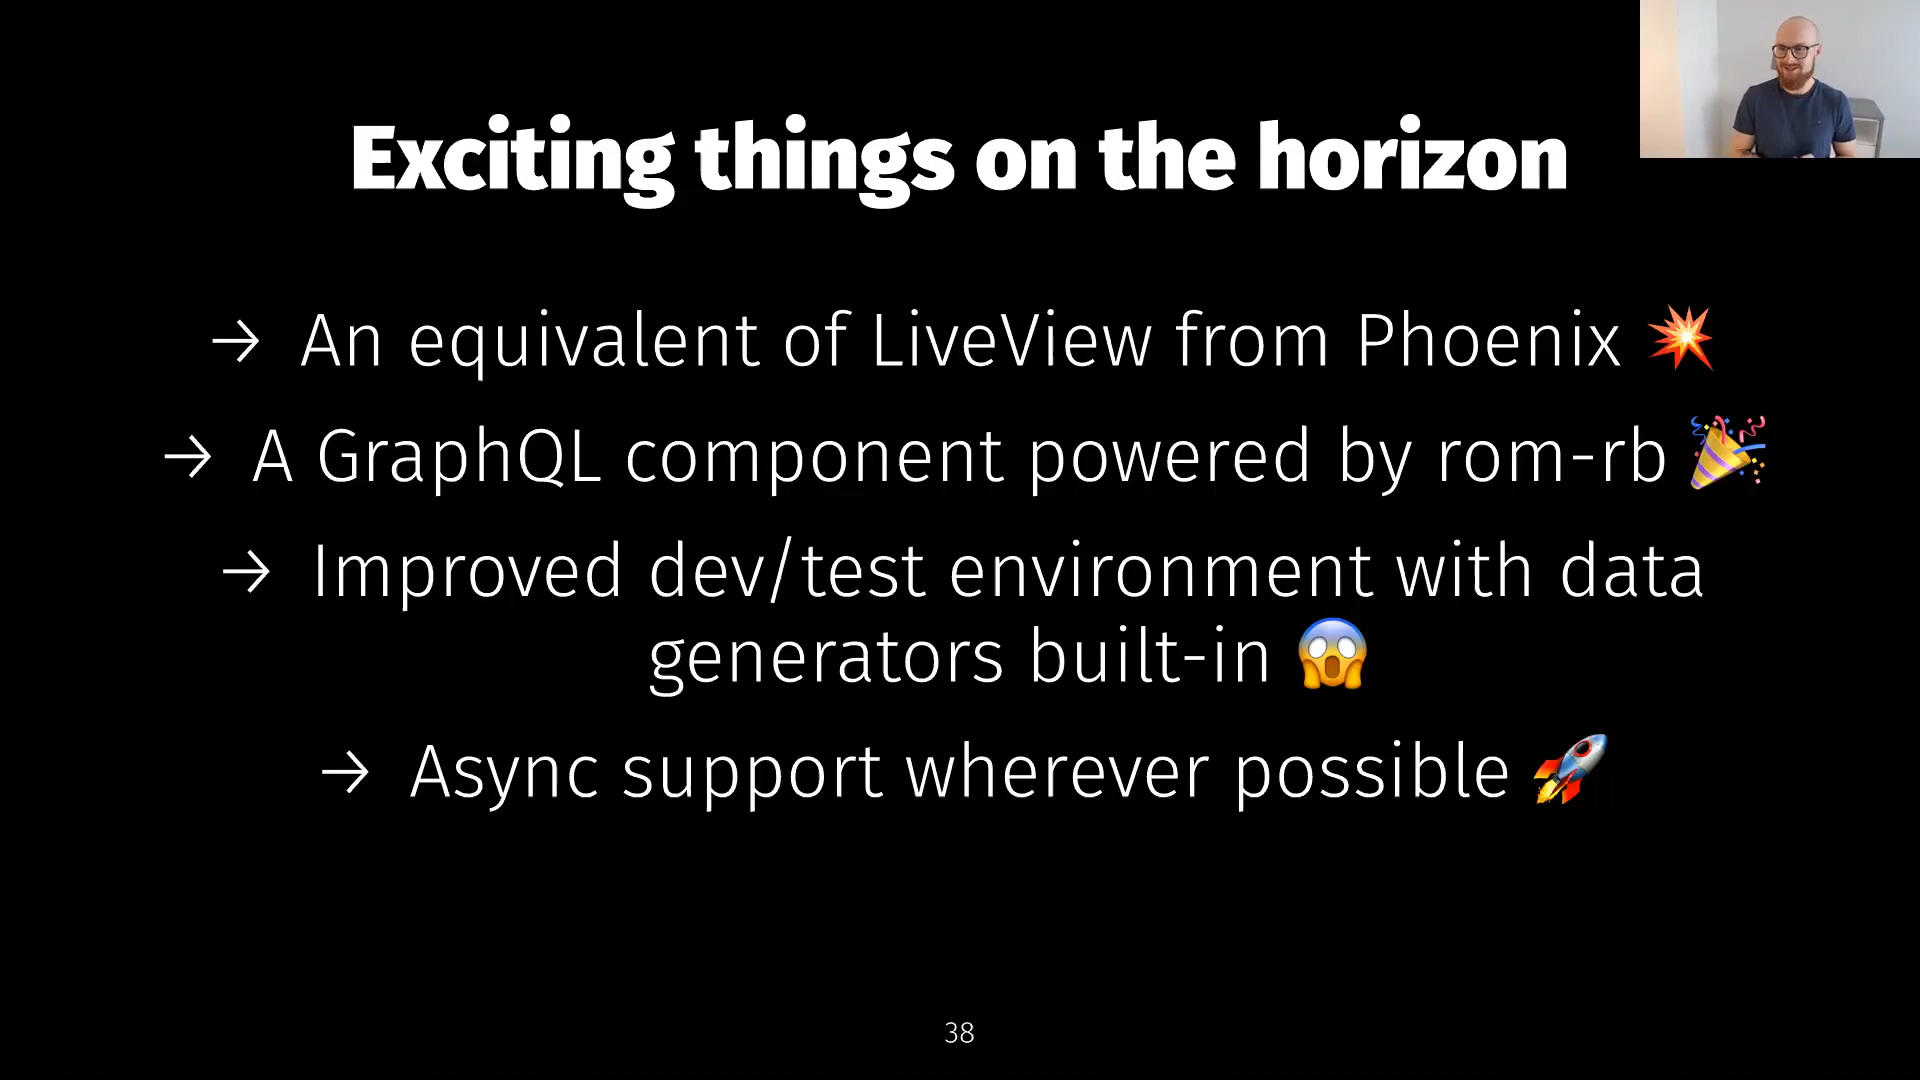 Exciting things on the horizon
→ An equivalent of LiveView from Phoenix 💥
→ A GraphQL component powered by rom-rb 🎉
→ Improved dev/test environment with data
generators built-in 😱
→ Async support wherever possible 🚀
38